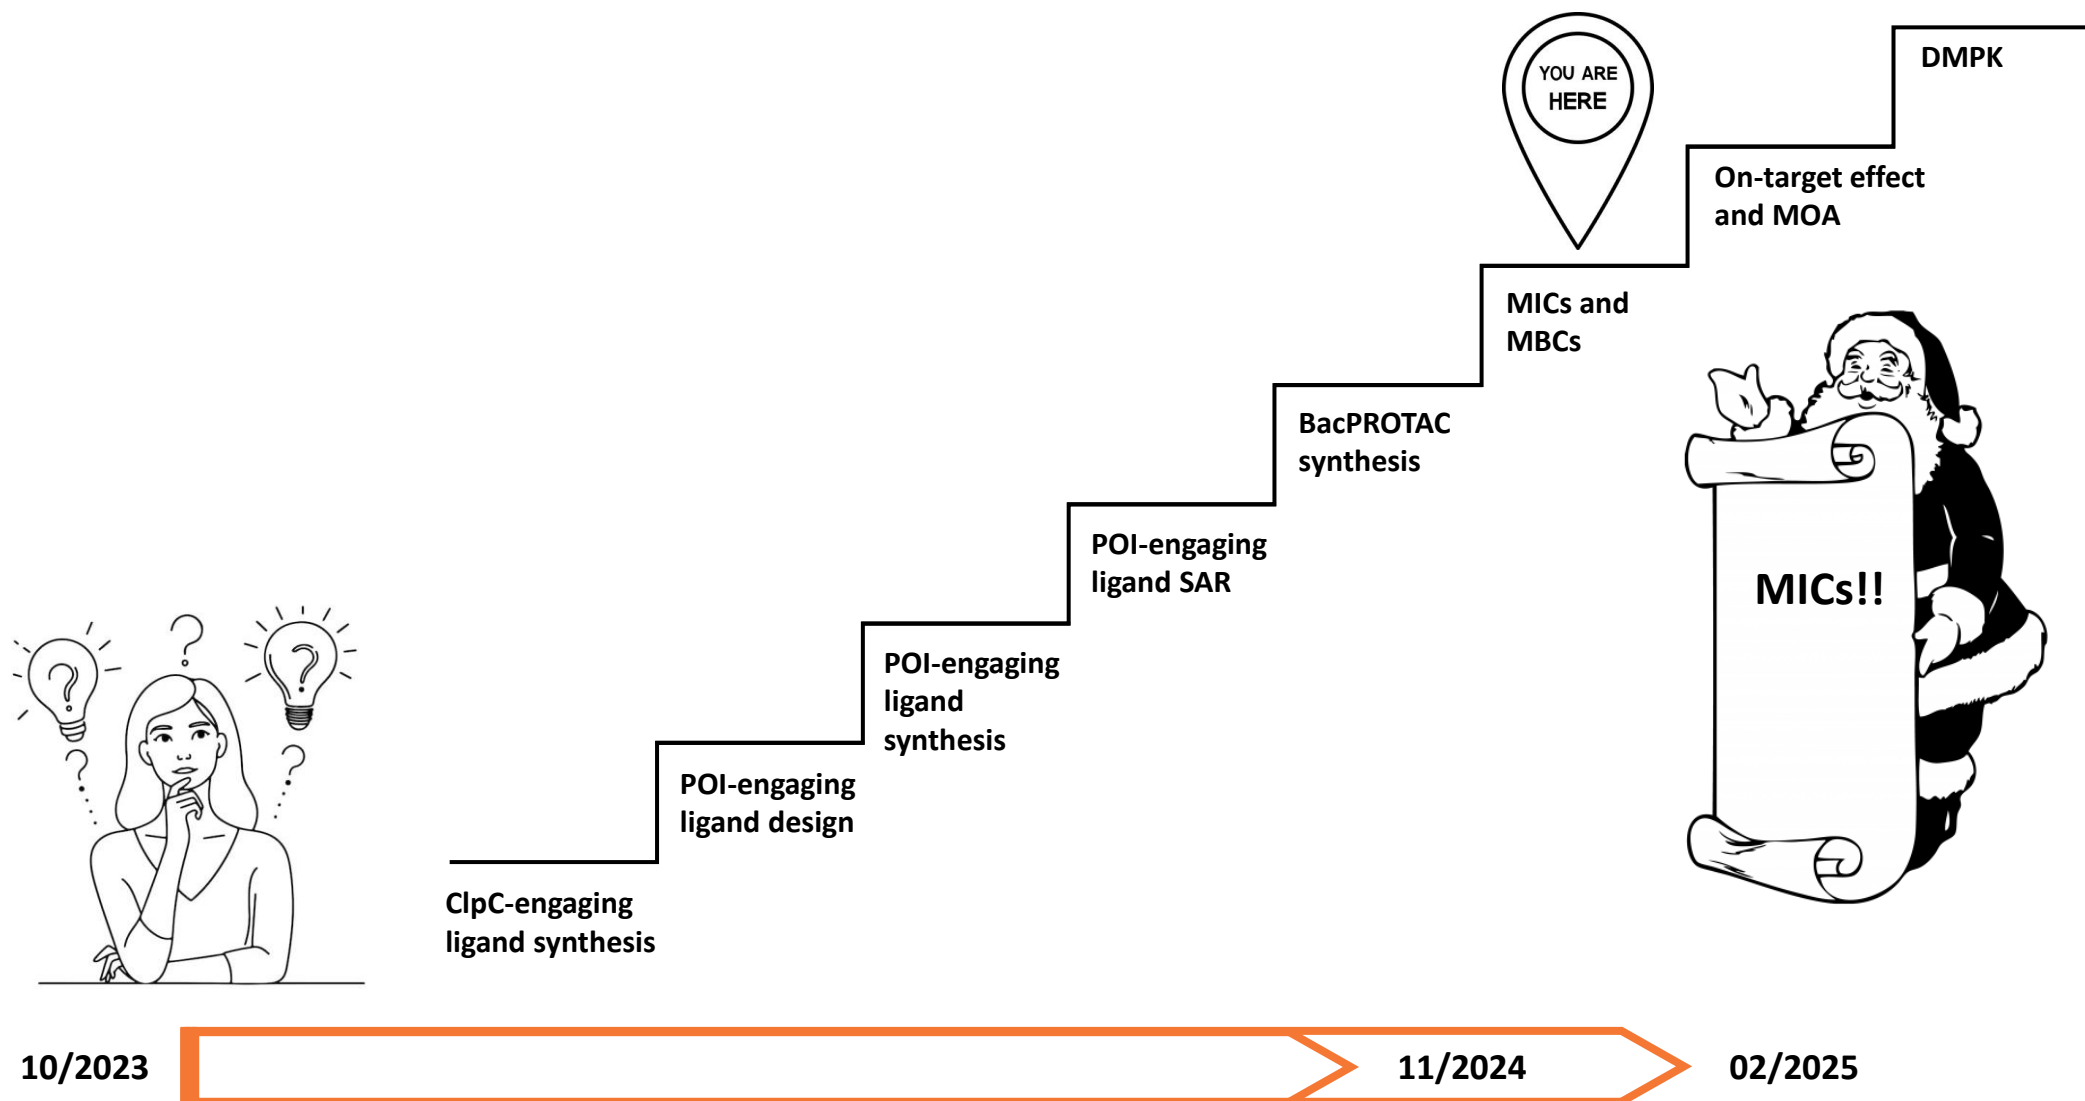 YOU ARE
HERE
DMPK
On-target effect
and MOA
MICs and
MBCs
BacPROTAC
synthesis
POI-engaging
ligand SAR
POI-engaging
ligand
synthesis
POI-engaging
ligand design
ClpC-engaging
ligand synthesis
MICs!!
10/2023
11/2024
02/2025